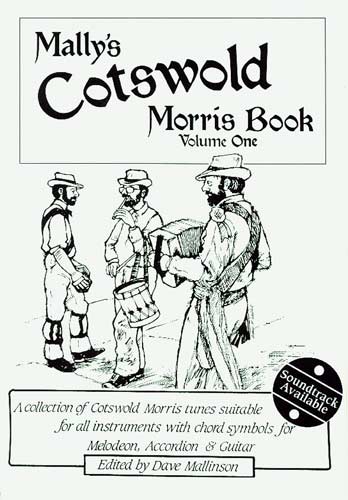 Mally's
Cotswold
Morris Book
Volume One
Soundtrack
Available
A collection of Cotswold Morris tunes suitable
for all instruments with chord symbols for
Melodeon, Accordion & Guitar
Edited by Dave Mallinson